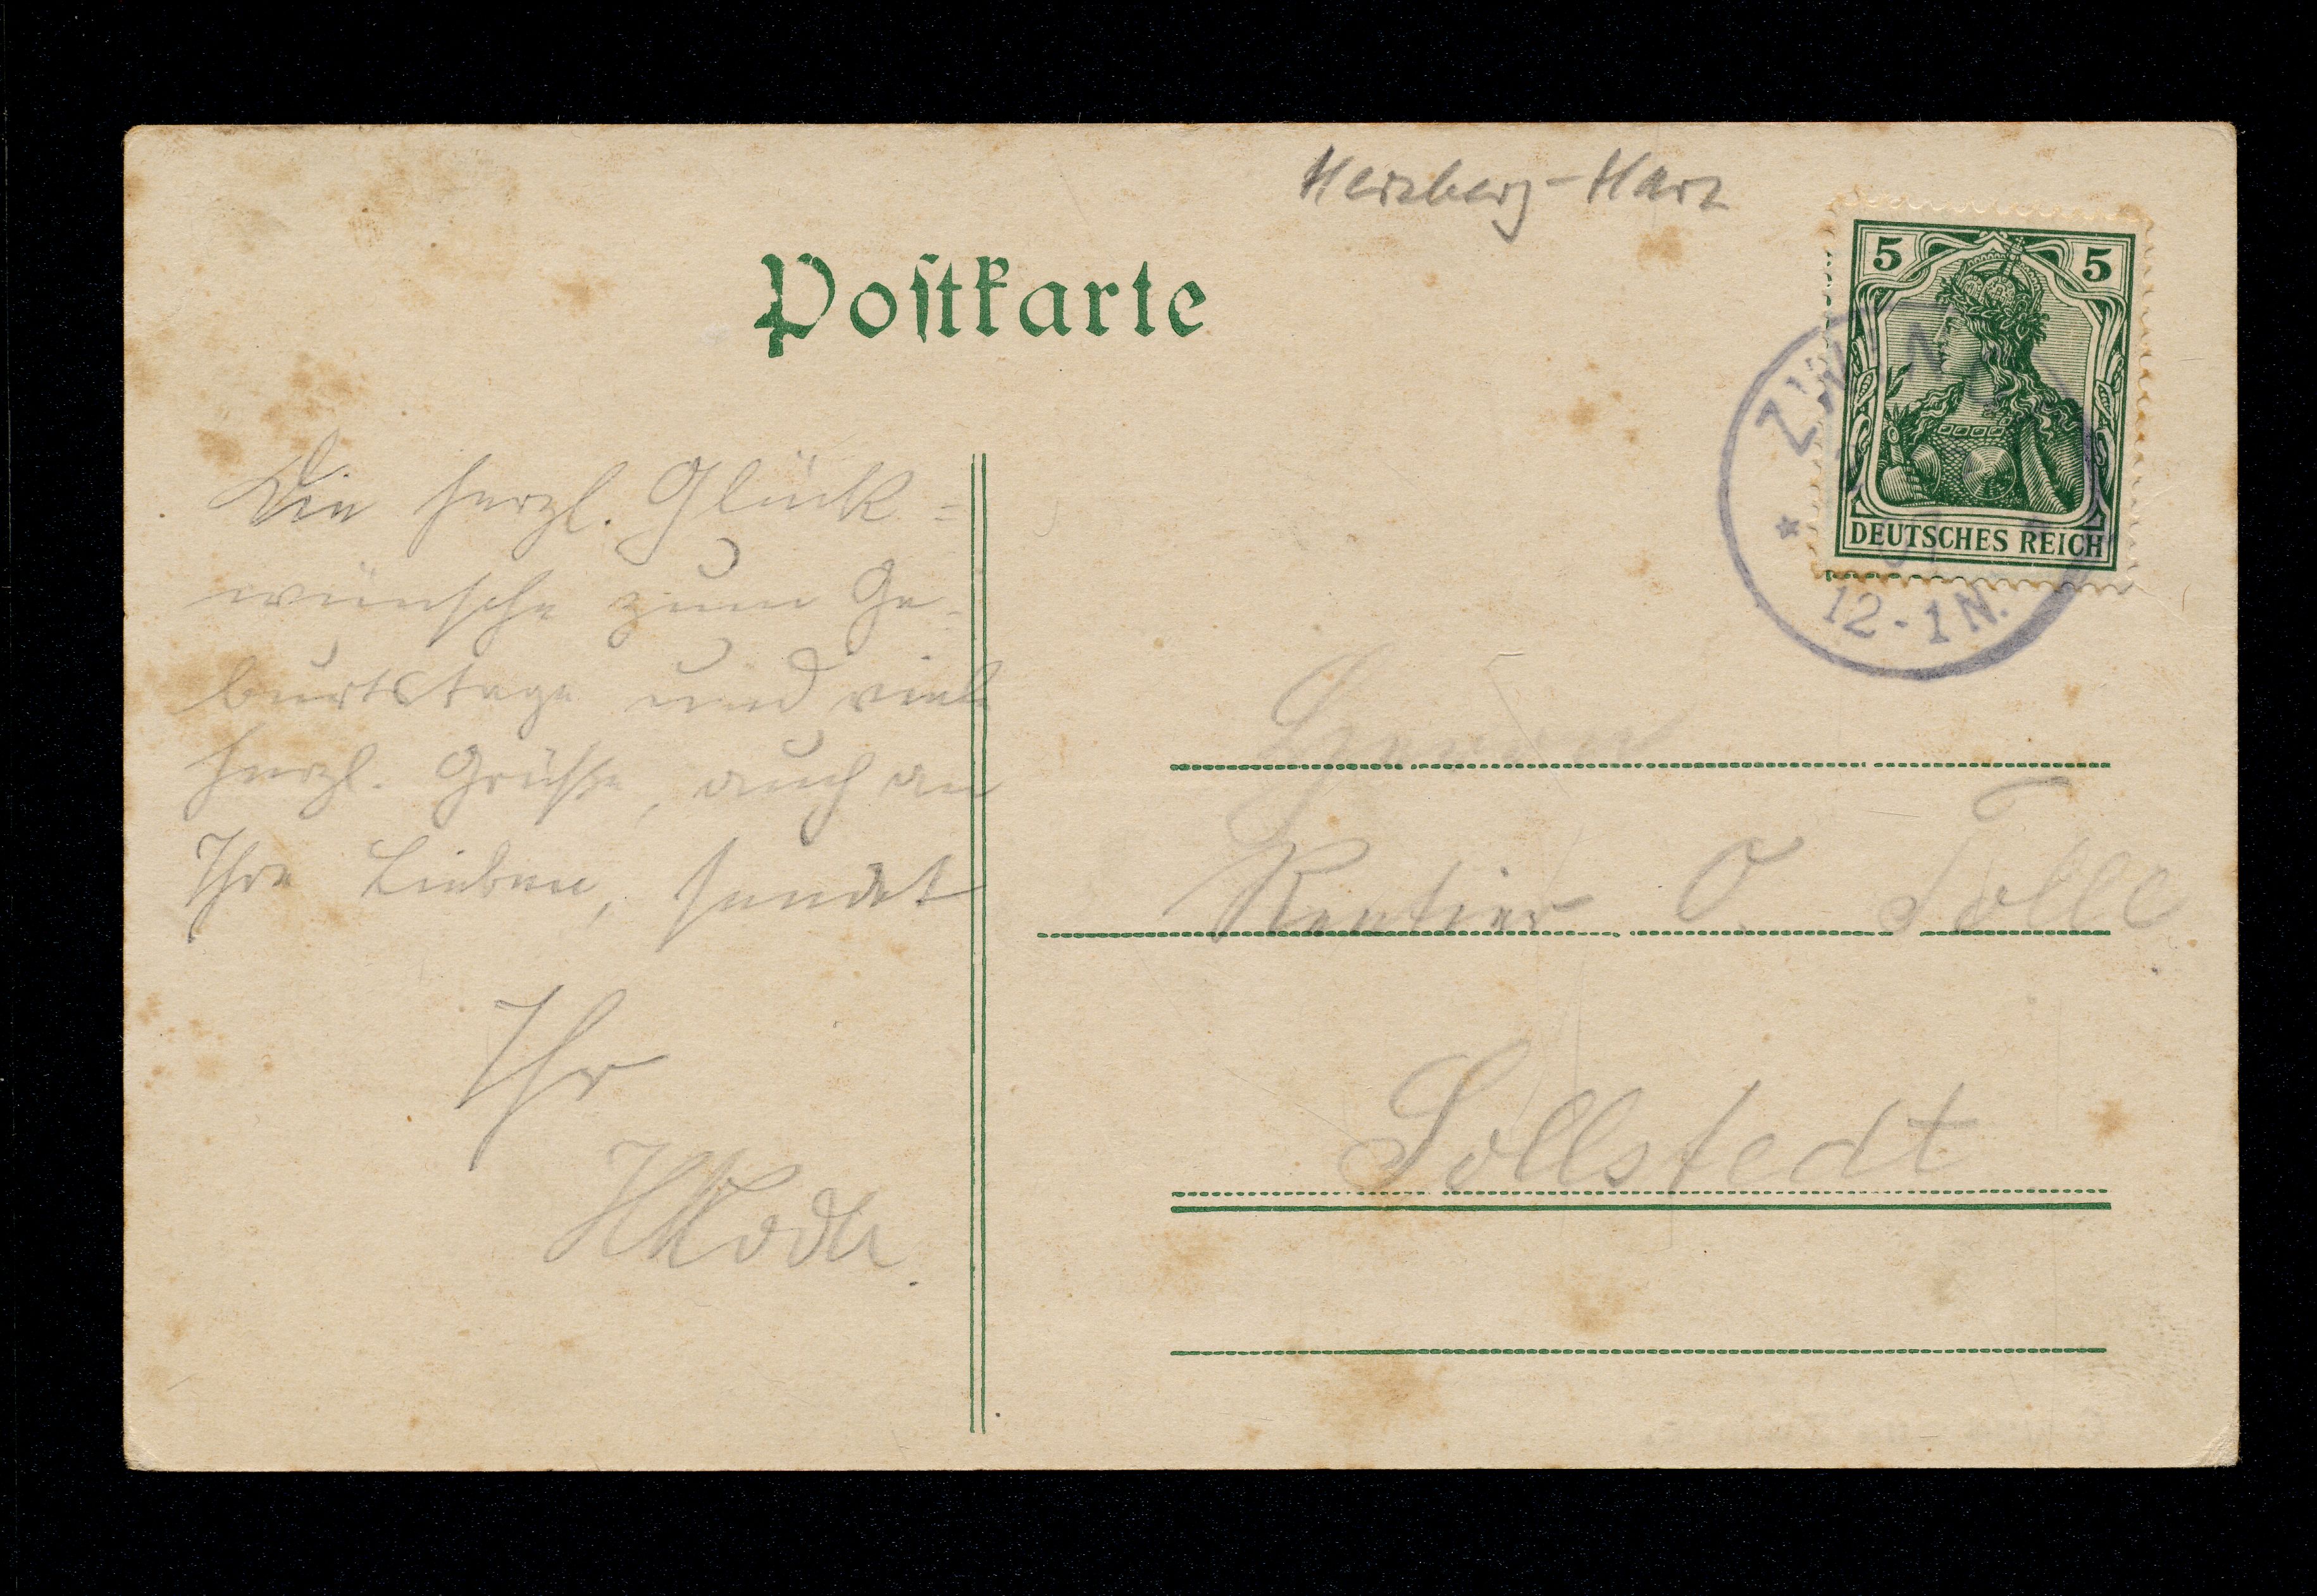 Herzberg-Harz
Postkarte
5 5
DEUTSCHES REICH
12-1N.
Die herzl. Glück=
wünsche zum Ge-
burtstage und viele
herzl. Grüße, auch an
Ihre Lieben, sendet
Ihr
Herrn
Rentier O. Tolle
Sollstedt